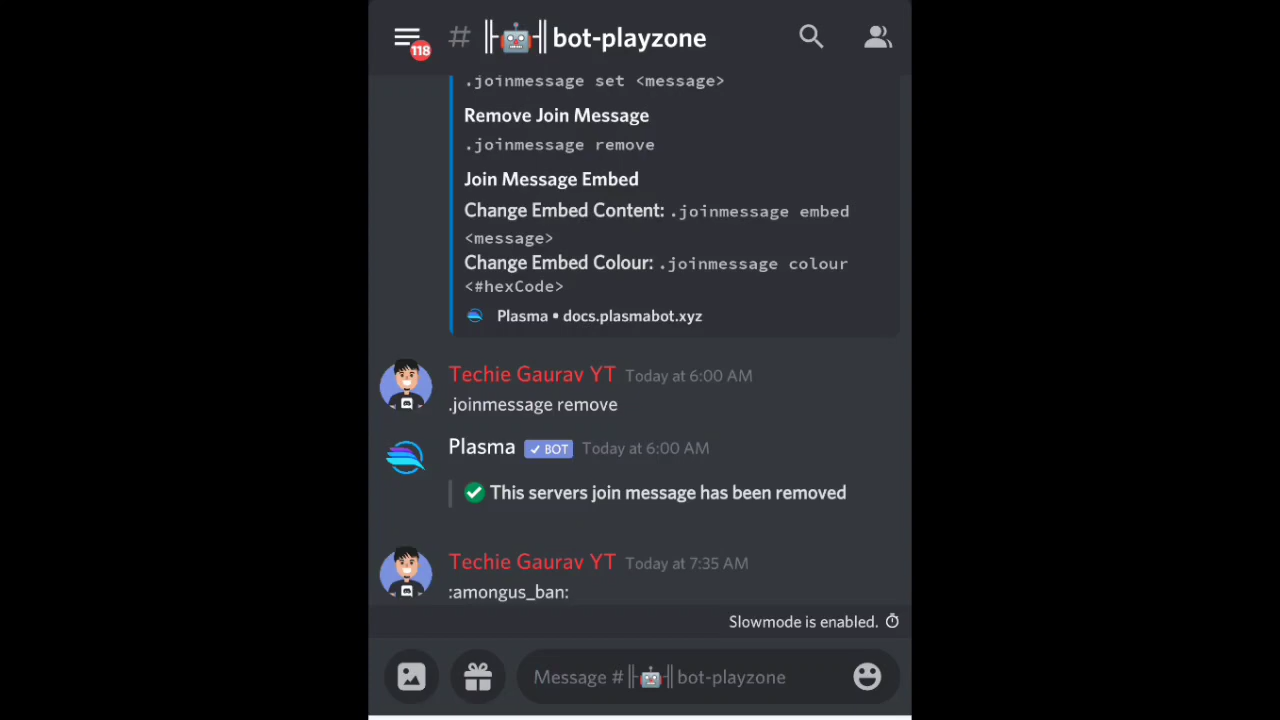 118
# ╟🤖╢ bot-playzone
.joinmessage set <message>
Remove Join Message
.joinmessage remove
Join Message Embed
Change Embed Content: .joinmessage embed
<message>
Change Embed Colour: .joinmessage colour
<#hexCode>
Plasma • docs.plasmabot.xyz
Techie Gaurav YT Today at 6:00 AM
.joinmessage remove
Plasma ✓ BOT Today at 6:00 AM
✅ This servers join message has been removed
Techie Gaurav YT Today at 7:35 AM
:amongus_ban:
Slowmode is enabled.
Message # ╟🤖╢ bot-playzone